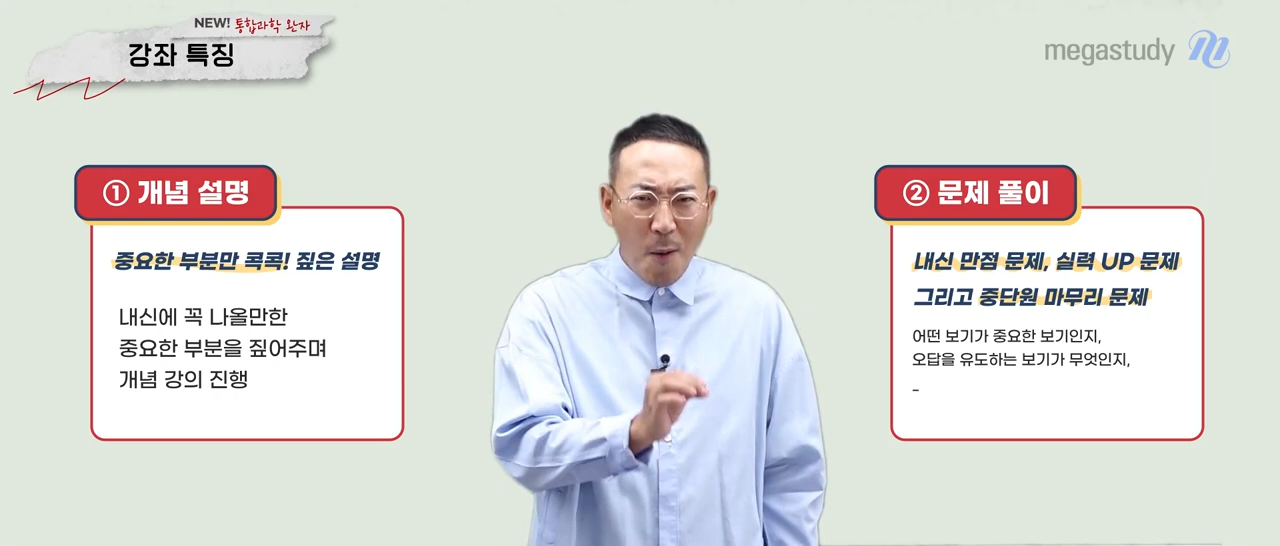 NEW! 통합과학 완자
강좌 특징
megastudy
① 개념 설명
중요한 부분만 콕콕! 짚은 설명
내신에 꼭 나올만한
중요한 부분을 짚어주며
개념 강의 진행
② 문제 풀이
내신 만점 문제, 실력 UP 문제
그리고 중단원 마무리 문제
어떤 보기가 중요한 보기인지,
오답을 유도하는 보기가 무엇인지,
-